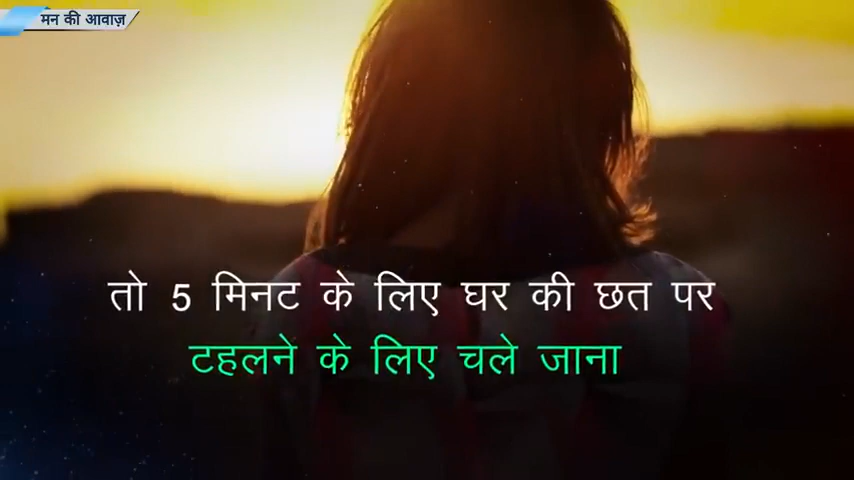 मन की आवाज़
तो 5 मिनट के लिए घर की छत पर
टहलने के लिए चले जाना